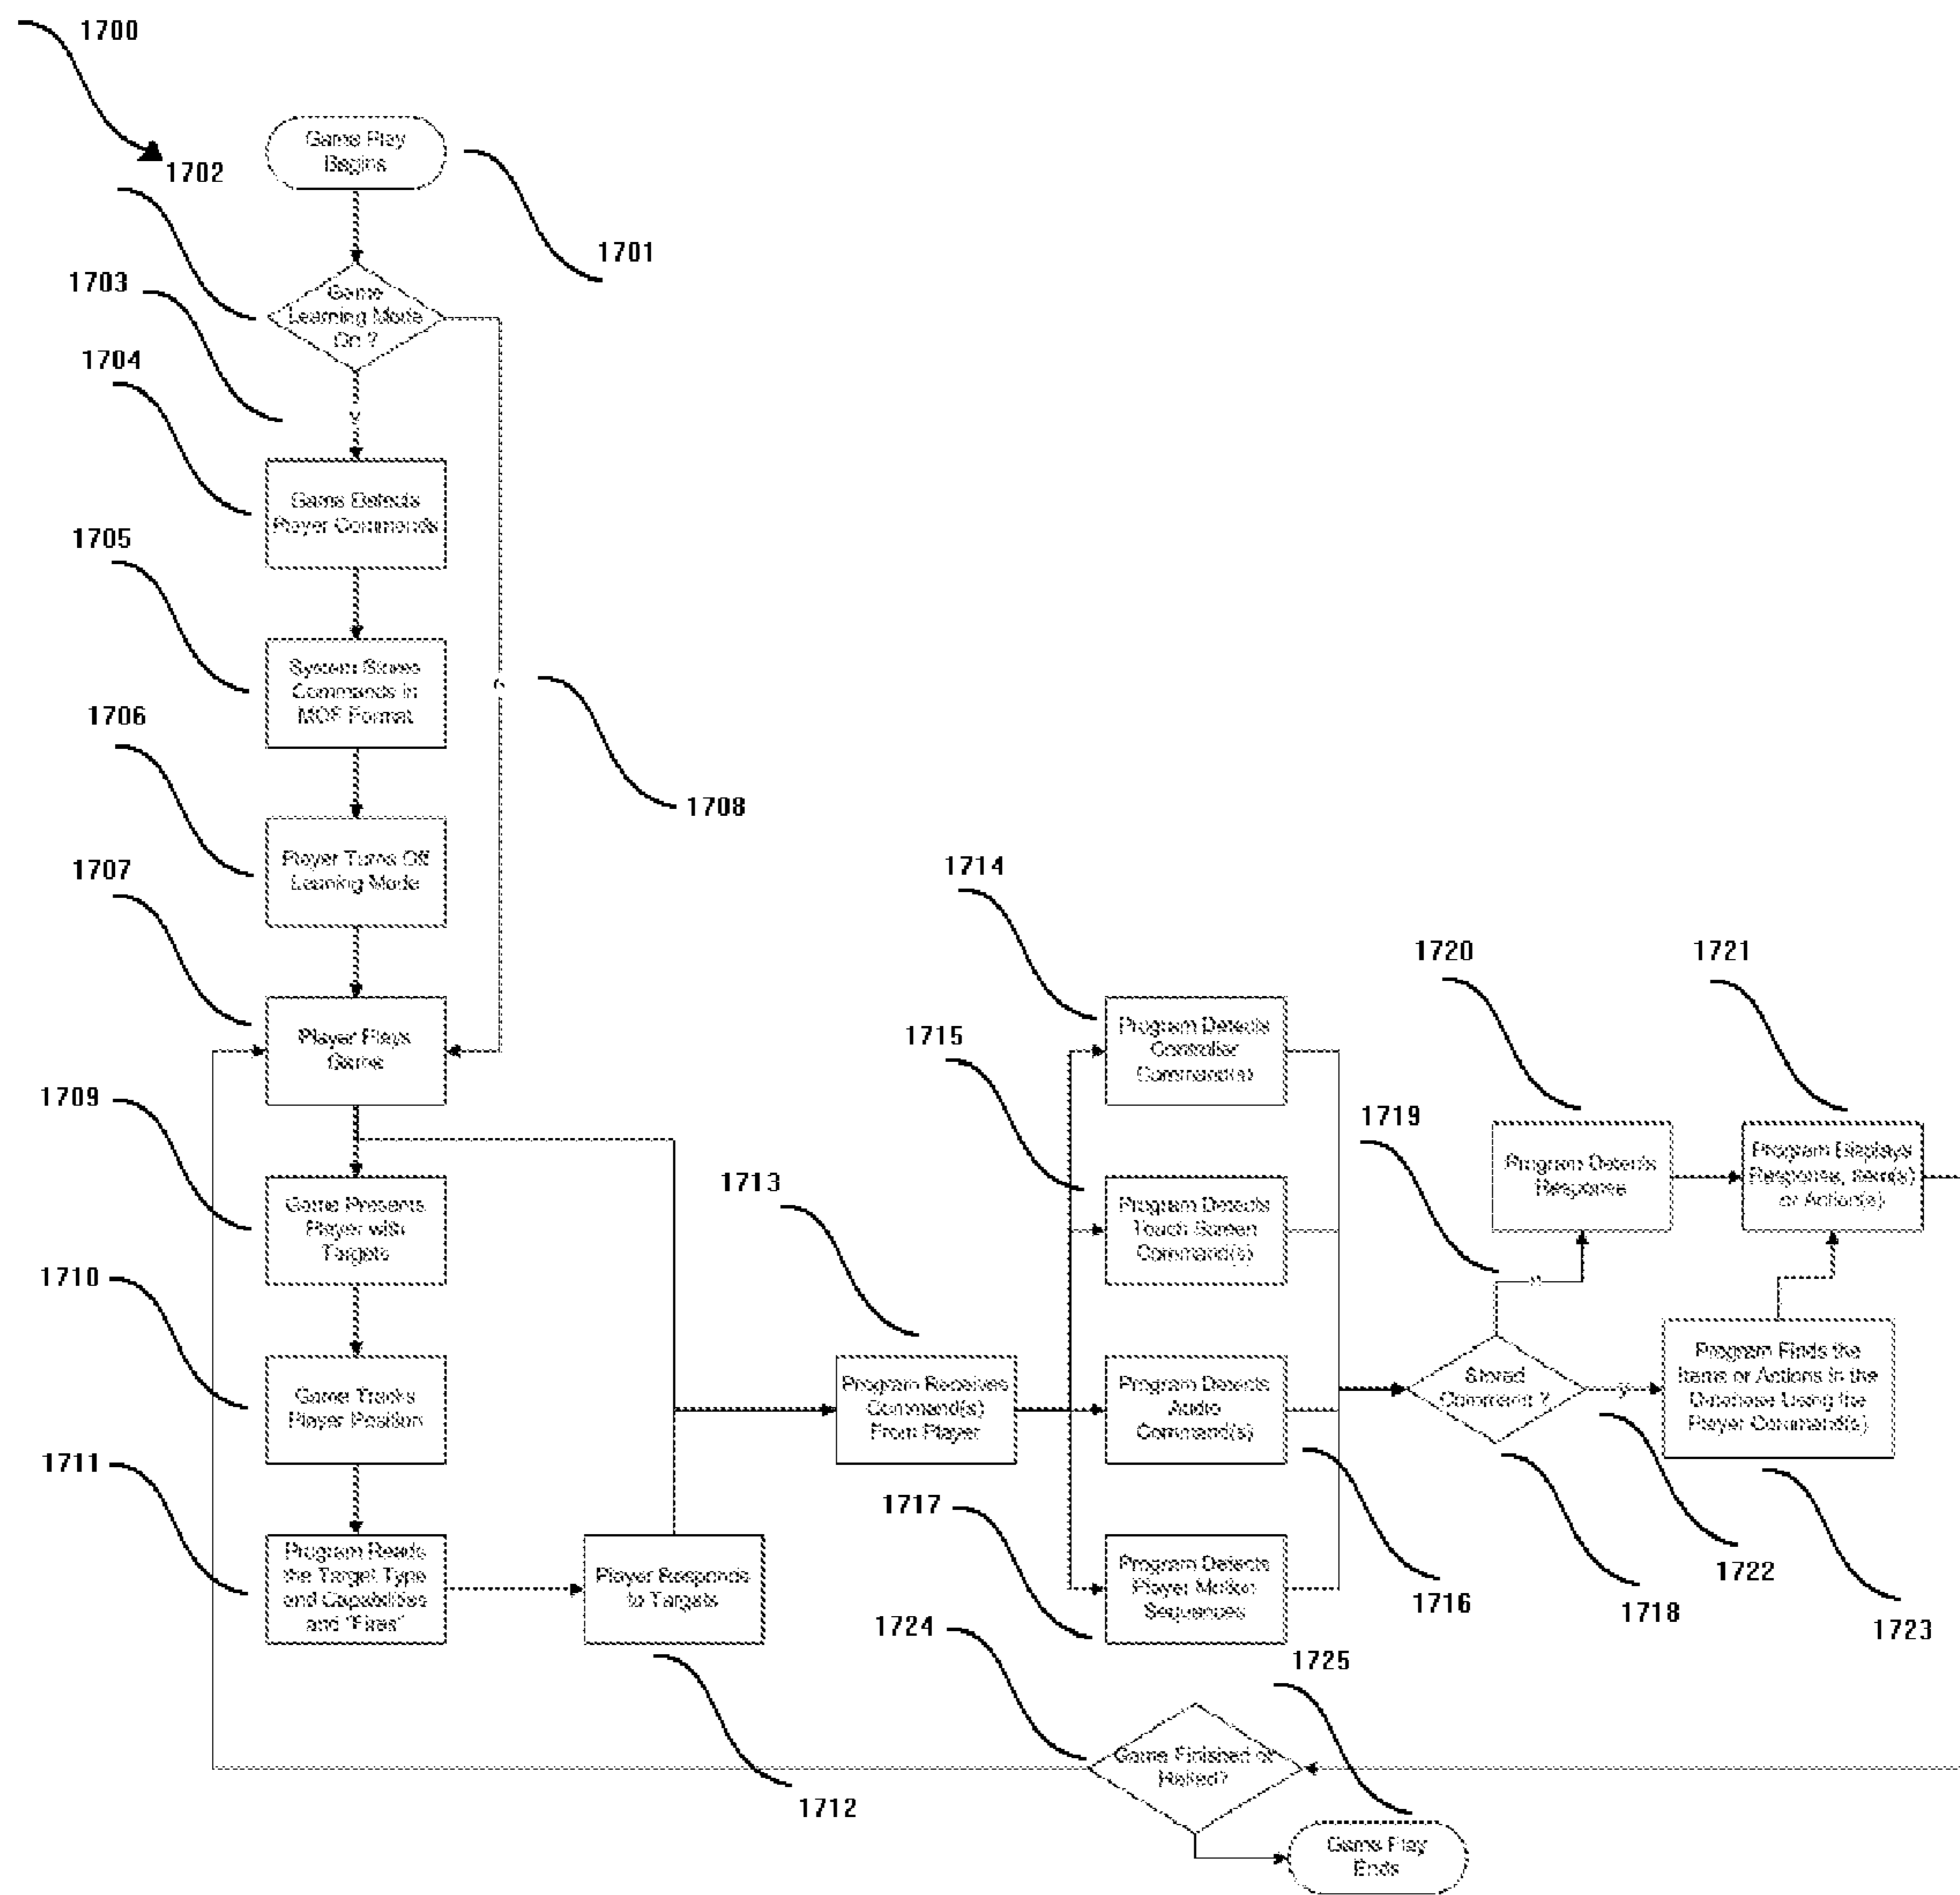 1700
Game Play
Begins
1702
1701
1703
Game
Learning Mode
On ?
1704
y
Game Detects
Player Commands
1705
System Stores
Commands in
MOF Format
n
1706
1708
Player Turns Off
Learning Mode
1707
Player Plays
Game
1709
Game Presents
Player with
Targets
1710
Game Tracks
Player Position
1711
Program Reads
the Target Type
and Capabilities
and "Fires"
Player Responds
to Targets
1712
1713
Program Receives
Command(s)
From Player
1714
Program Detects
Controller
Command(s)
1715
Program Detects
Touch Screen
Command(s)
Program Detects
Audio
Command(s)
1716
1717
Program Detects
Player Motion
Sequences
1718
Stored
1719
n
1720
Program Detects
Response
1721
Program Displays
Response, Item(s)
or Action(s)
y
1722
Program Finds the
Items or Actions in the
Database Using the
Player Command(s)
1723
1724
Game Finished or
Halted?
1725
Game Play
Ends